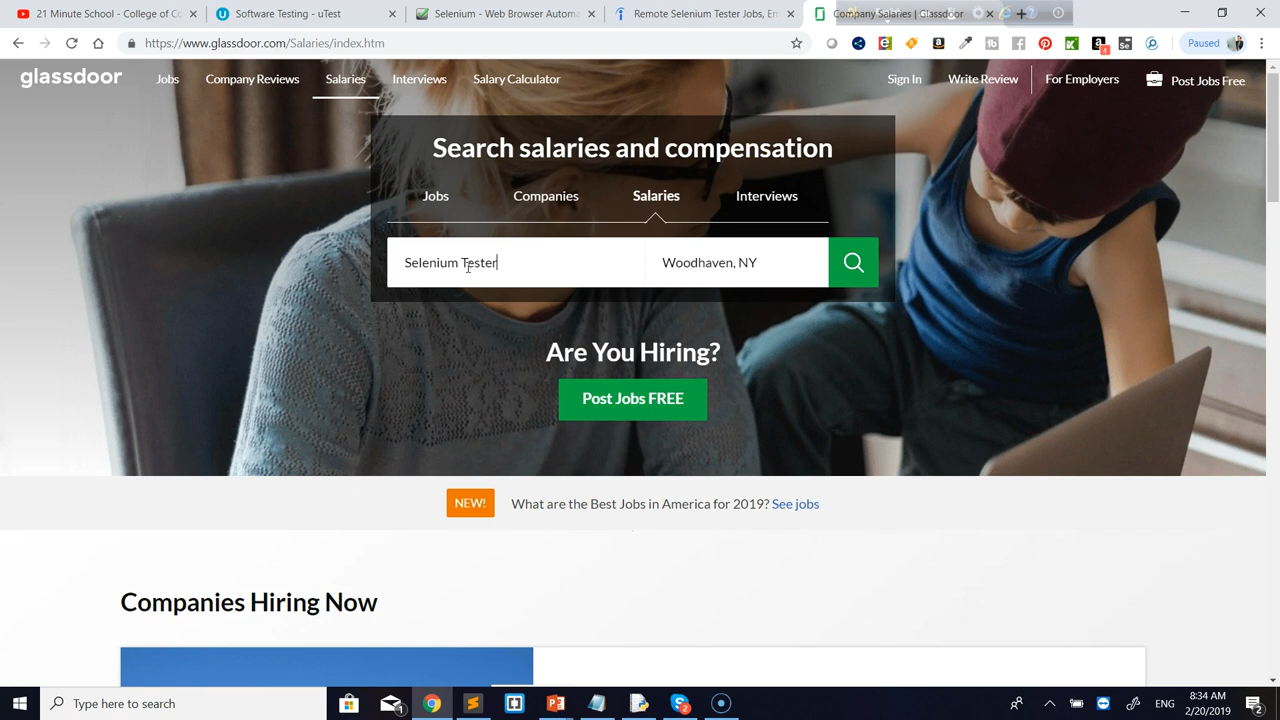 21 Minute School - College of Co
Software Testing - uTest
Selenium - Web Browser Automa
Remote Selenium Tester Jobs, Em
Company Salaries | Glassdoor
https://www.glassdoor.com/Salaries/index.htm
Paused
glassdoor
Jobs
Company Reviews
Salaries
Interviews
Salary Calculator
Sign In
Write Review
For Employers
Post Jobs Free
Search salaries and compensation
Jobs
Companies
Salaries
Interviews
Selenium Tester
Woodhaven, NY
Are You Hiring?
Post Jobs FREE
NEW!
What are the Best Jobs in America for 2019? See jobs
Companies Hiring Now
Type here to search
ENG
8:34 AM
2/20/2019